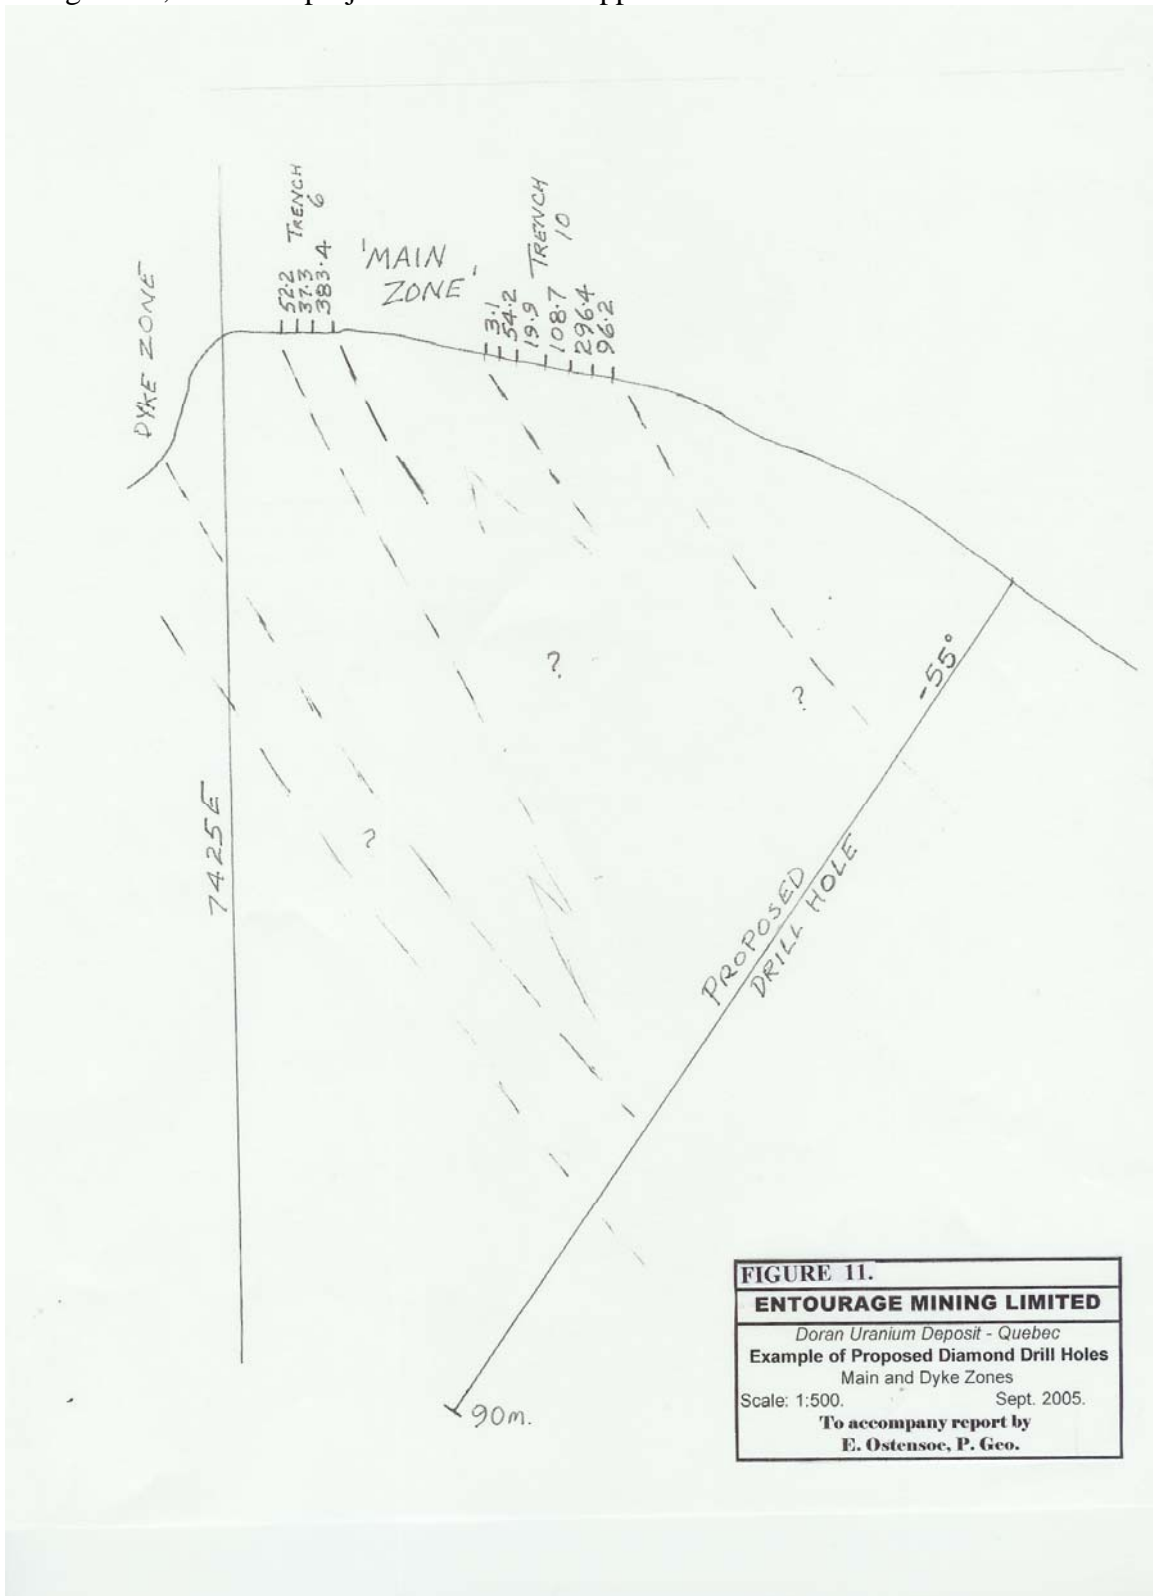 DYKE ZONE
52.2
37.3
383.4
TRENCH
6
'MAIN
ZONE'
3.1
54.2
19.9
108.7
296.4
96.2
TRENCH
10
?
?
?
-55°
7425E
PROPOSED
DRILL HOLE
90m.
FIGURE 11.
ENTOURAGE MINING LIMITED
Doran Uranium Deposit - Quebec
Example of Proposed Diamond Drill Holes
Main and Dyke Zones
Scale: 1:500. Sept. 2005.
To accompany report by
E. Ostensoe, P. Geo.